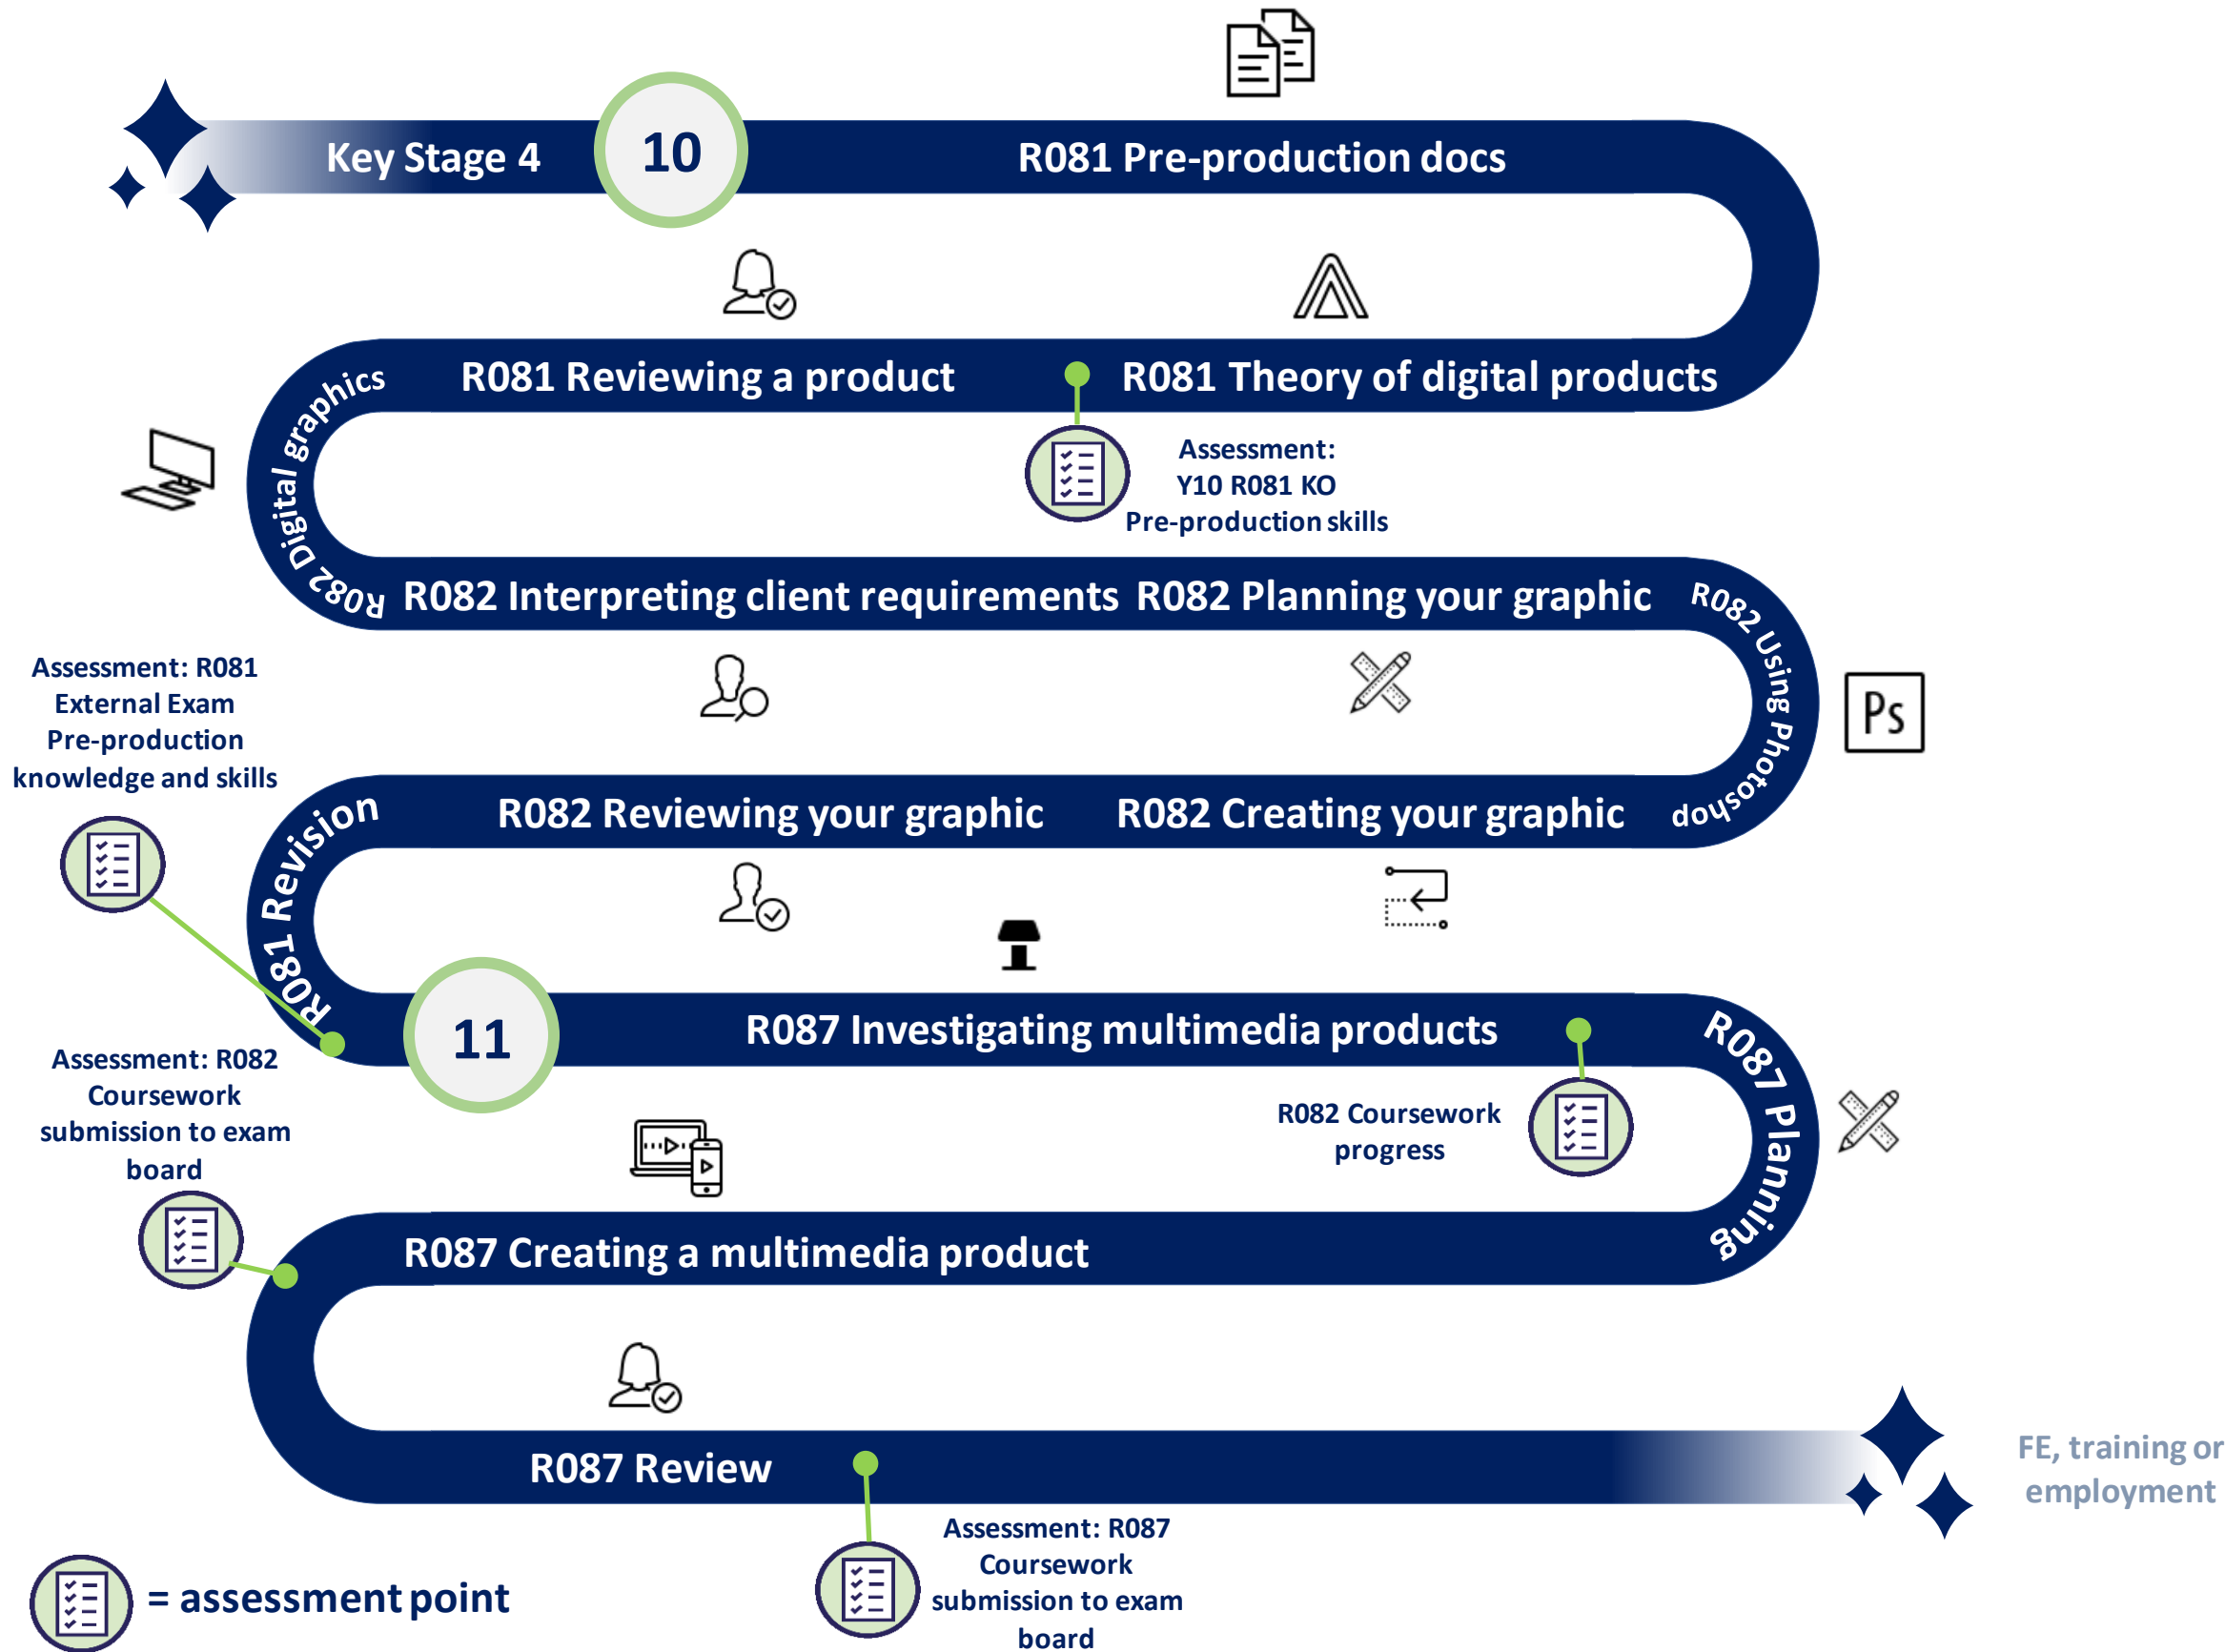 Key Stage 4
10
R081 Pre-production docs
R081 Theory of digital products
Assessment:
Y10 R081 KO
Pre-production skills
R081 Reviewing a product
R082 Digital graphics
R082 Interpreting client requirements
R082 Planning your graphic
R082 Using Photoshop
Ps
R082 Creating your graphic
R082 Reviewing your graphic
R081 Revision
Assessment: R081
External Exam
Pre-production
knowledge and skills
11
R087 Investigating multimedia products
R082 Coursework
progress
R087 Planning
R087 Creating a multimedia product
Assessment: R082
Coursework
submission to exam
board
R087 Review
Assessment: R087
Coursework
submission to exam
board
FE, training or
employment
= assessment point